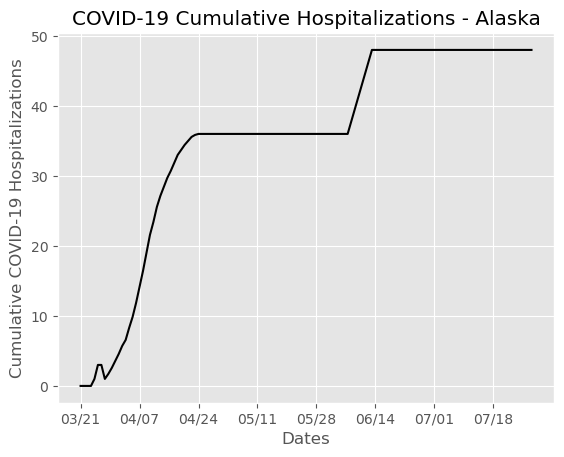 COVID-19 Cumulative Hospitalizations - Alaska
Cumulative COVID-19 Hospitalizations
50
40
30
20
10
0
03/21 04/07 04/24 05/11 05/28 06/14 07/01 07/18
Dates